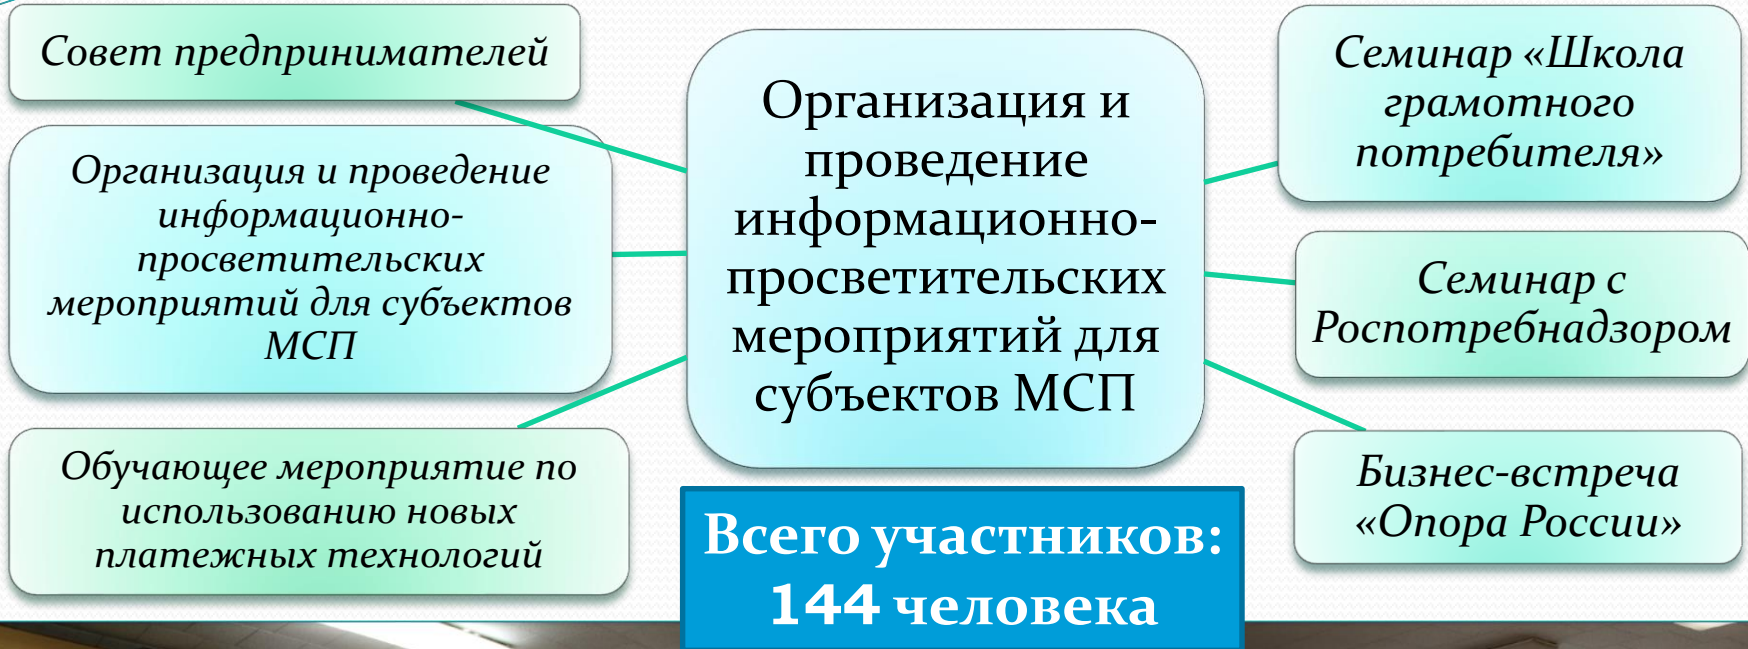 Совет предпринимателей
Организация и проведение
информационно-
просветительских
мероприятий для субъектов
МСП
Обучающее мероприятие по
использованию новых
платежных технологий
Организация и
проведение
информационно-
просветительских
мероприятий для
субъектов МСП
Всего участников:
144 человека
Семинар «Школа
грамотного
потребителя»
Семинар с
Роспотребнадзором
Бизнес-встреча
«Опора России»